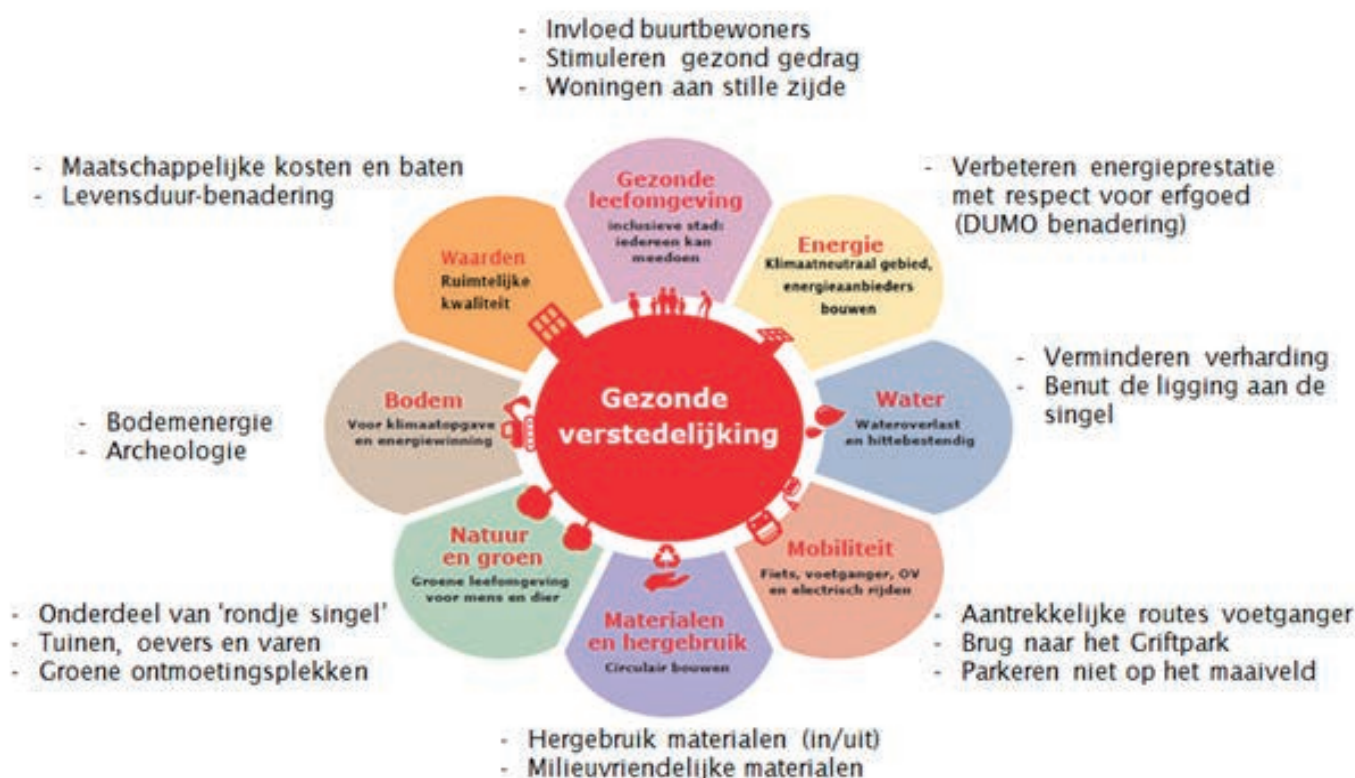 - Invloed buurtbewoners
- Stimuleren gezond gedrag
- Woningen aan stille zijde
- Maatschappelijke kosten en baten
- Levensduur-benadering
- Verbeteren energieprestatie
met respect voor erfgoed
(DUMO benadering)
Gezonde
leefomgeving
inclusieve stad:
iedereen kan
meedoen
Waarden
Ruimtelijke
kwaliteit
Energie
Klimaatneutraal gebied,
energieaanbieders
bouwen
- Verminderen verharding
- Benut de ligging aan de
singel
Bodem
Voor klimaatopgave
en energiewinning
Gezonde
verstedelijking
Water
Wateroverlast
en hittebestendig
- Bodemenergie
- Archeologie
Natuur
en groen
Groene leefomgeving
voor mens en dier
Mobiliteit
Fiets, voetganger, OV
en electrisch rijden
Materialen
en hergebruik
Circulair bouwen
- Onderdeel van 'rondje singel'
- Tuinen, oevers en varen
- Groene ontmoetingsplekken
- Aantrekkelijke routes voetganger
- Brug naar het Griftpark
- Parkeren niet op het maaiveld
- Hergebruik materialen (in/uit)
- Milieuvriendelijke materialen